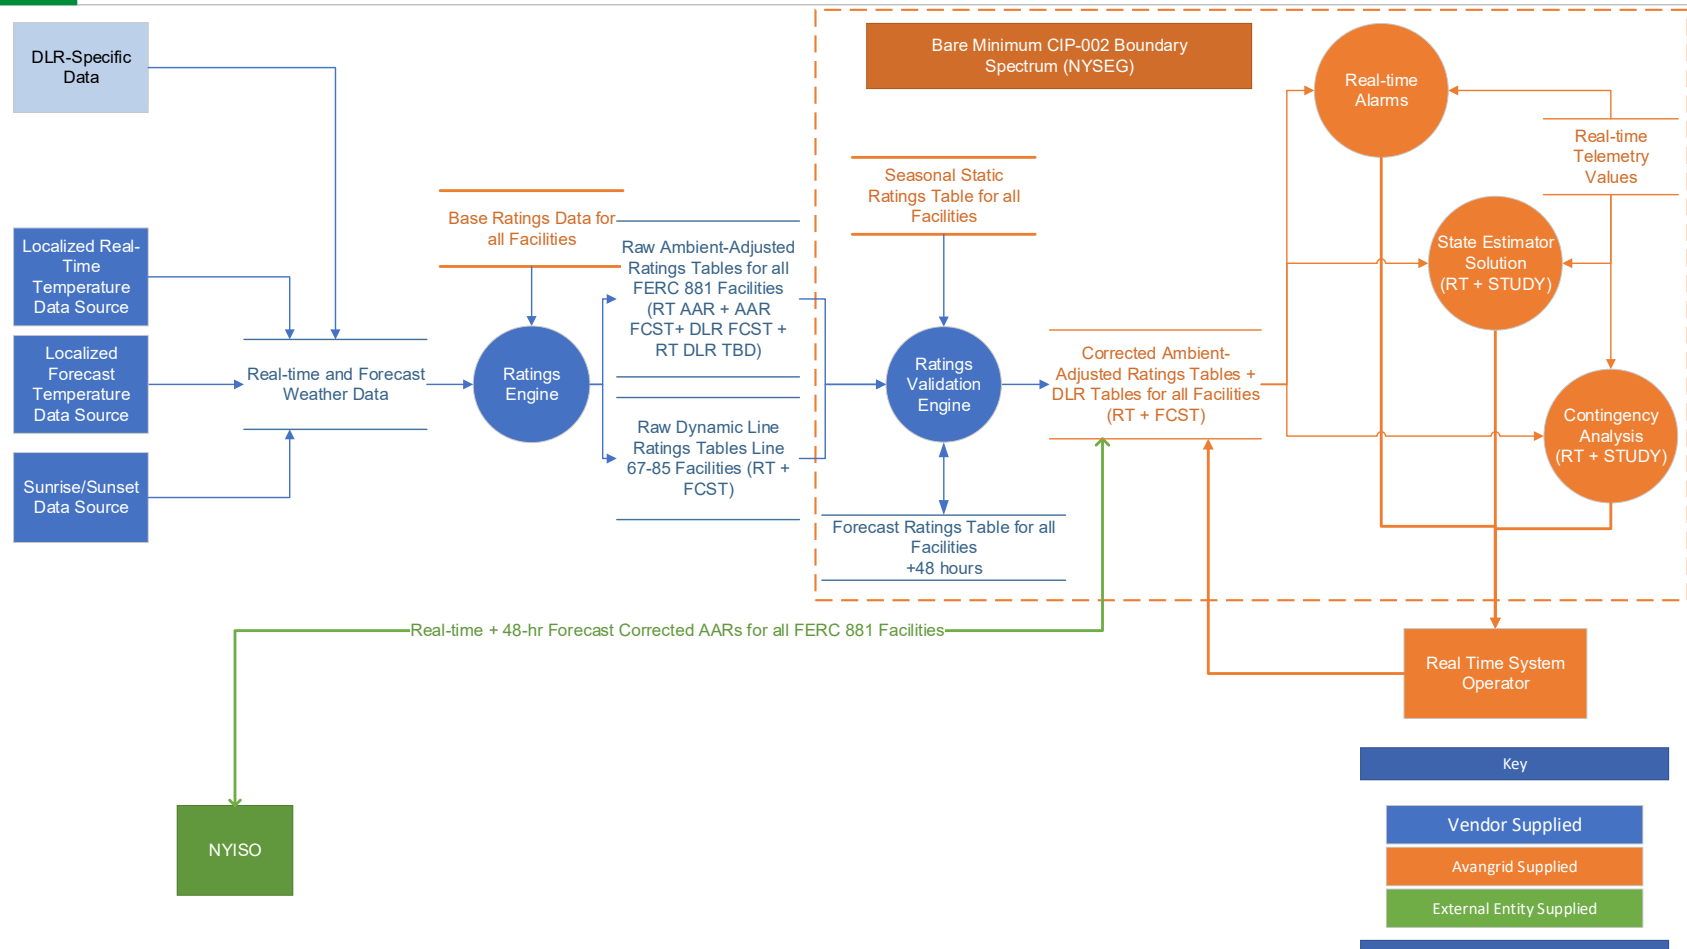 DLR-Specific
Data
Bare Minimum CIP-002 Boundary
Spectrum (NYSEG)
Real-time
Alarms
Real-time
Telemetry
Values
Seasonal Static
Ratings Table for all
Facilities
Base Ratings Data for
all Facilities
Localized Real-
Time
Temperature
Data Source
Localized
Forecast
Temperature
Data Source
Sunrise/Sunset
Data Source
Real-time and Forecast
Weather Data
Ratings
Engine
Raw Ambient-Adjusted
Ratings Tables for all
FERC 881 Facilities
(RT AAR + AAR
FCST+ DLR FCST +
RT DLR TBD)
Raw Dynamic Line
Ratings Tables Line
67-85 Facilities (RT +
FCST)
Ratings
Validation
Engine
Forecast Ratings Table for all
Facilities
+48 hours
Corrected Ambient-
Adjusted Ratings Tables +
DLR Tables for all Facilities
(RT + FCST)
State Estimator
Solution
(RT + STUDY)
Contingency
Analysis
(RT + STUDY)
Real-time + 48-hr Forecast Corrected AARs for all FERC 881 Facilities
Real Time System
Operator
NYISO
Key
Vendor Supplied
Avangrid Supplied
External Entity Supplied